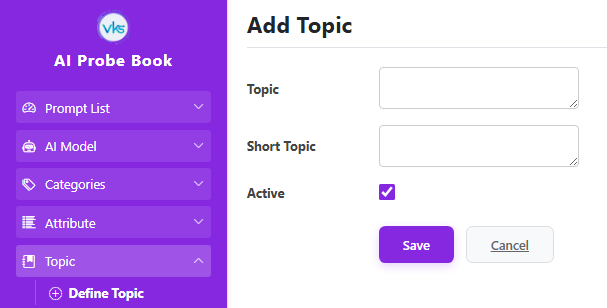 vks
AI Probe Book
Prompt List
AI Model
Categories
Attribute
Topic
Define Topic
Add Topic
Topic
Short Topic
Active
Save
Cancel